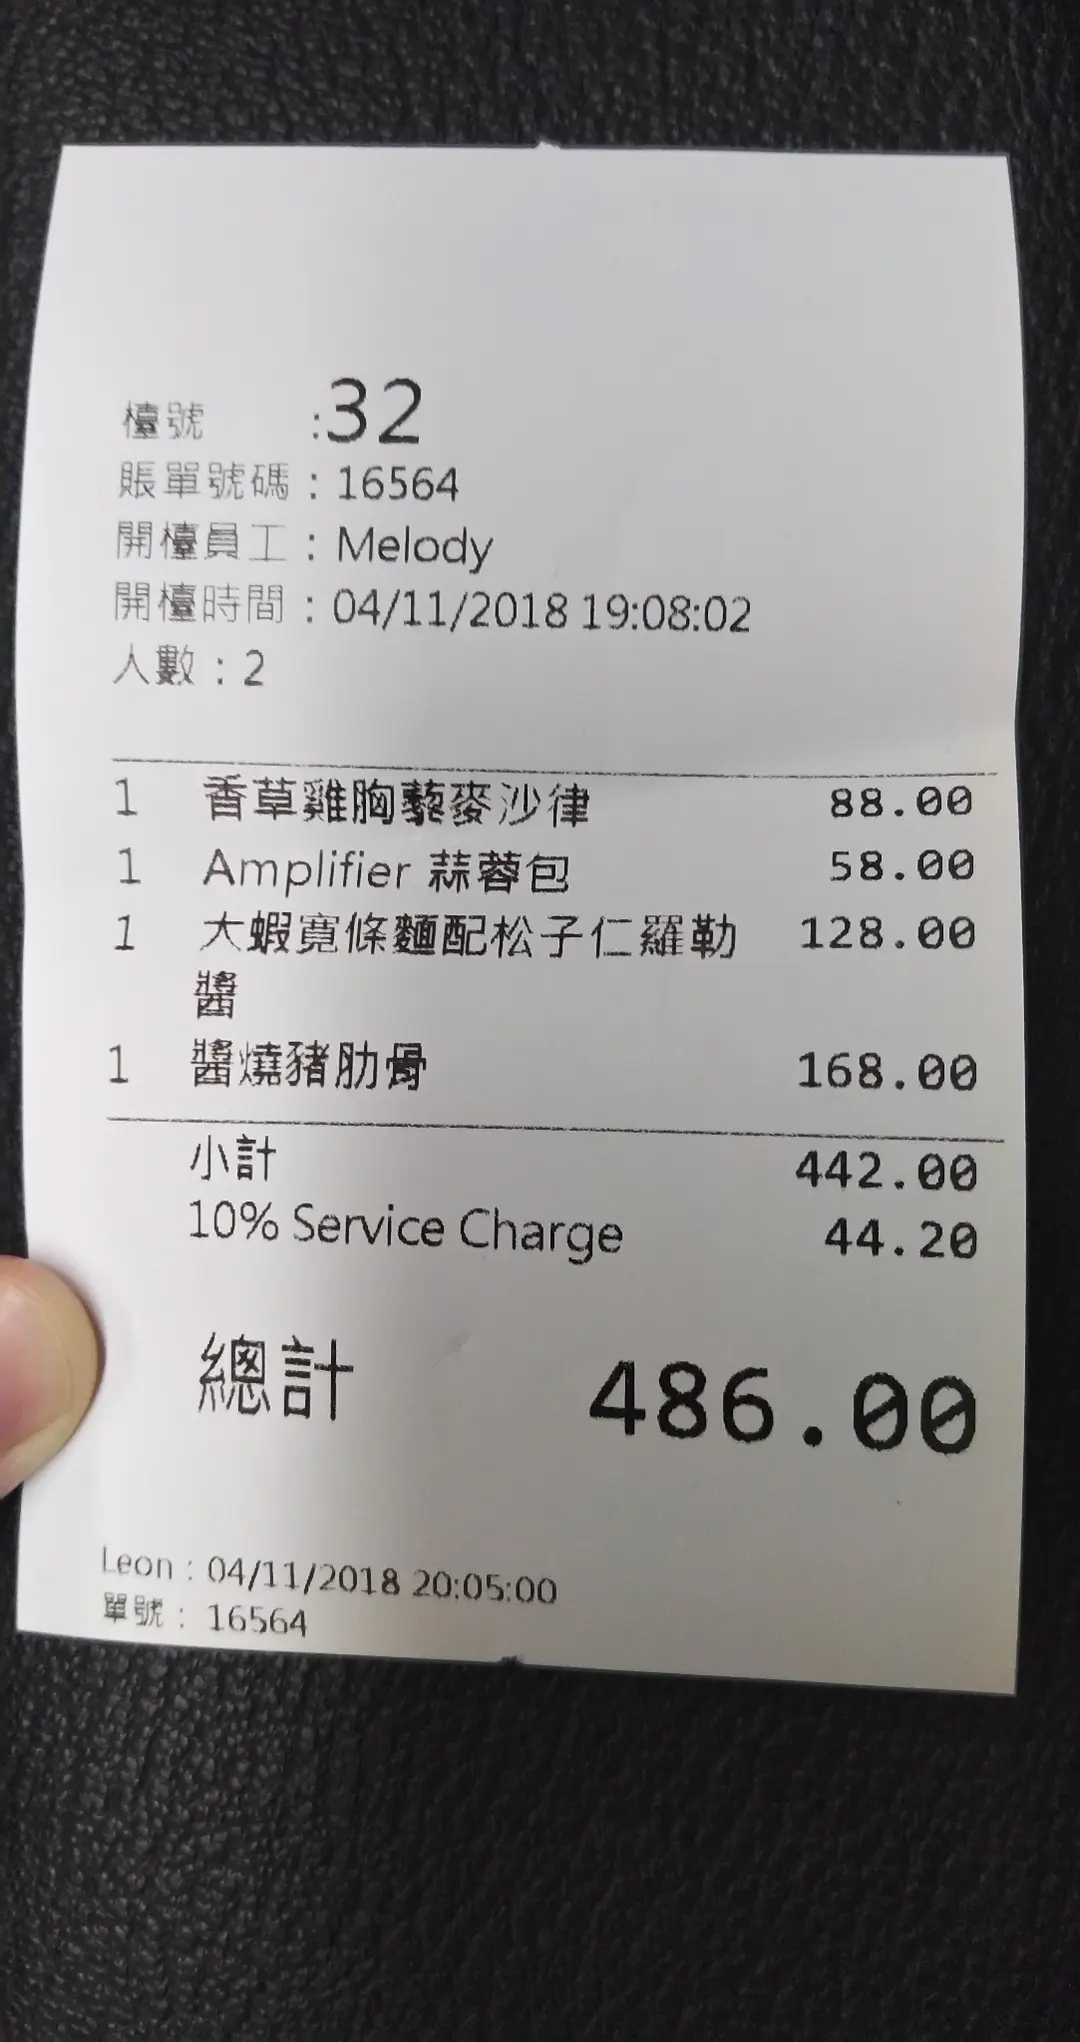 檯號 :32
賬單號碼 : 16564
開檯員工 : Melody
開檯時間 : 04/11/2018 19:08:02
人數 : 2
1 香草雞胸藜麥沙律 88.00
1 Amplifier 蒜蓉包 58.00
1 大蝦寬條麵配松子仁羅勒 128.00
醬
1 醬燒豬肋骨 168.00
小計 442.00
10% Service Charge 44.20
總計 486.00
Leon : 04/11/2018 20:05:00
單號 : 16564